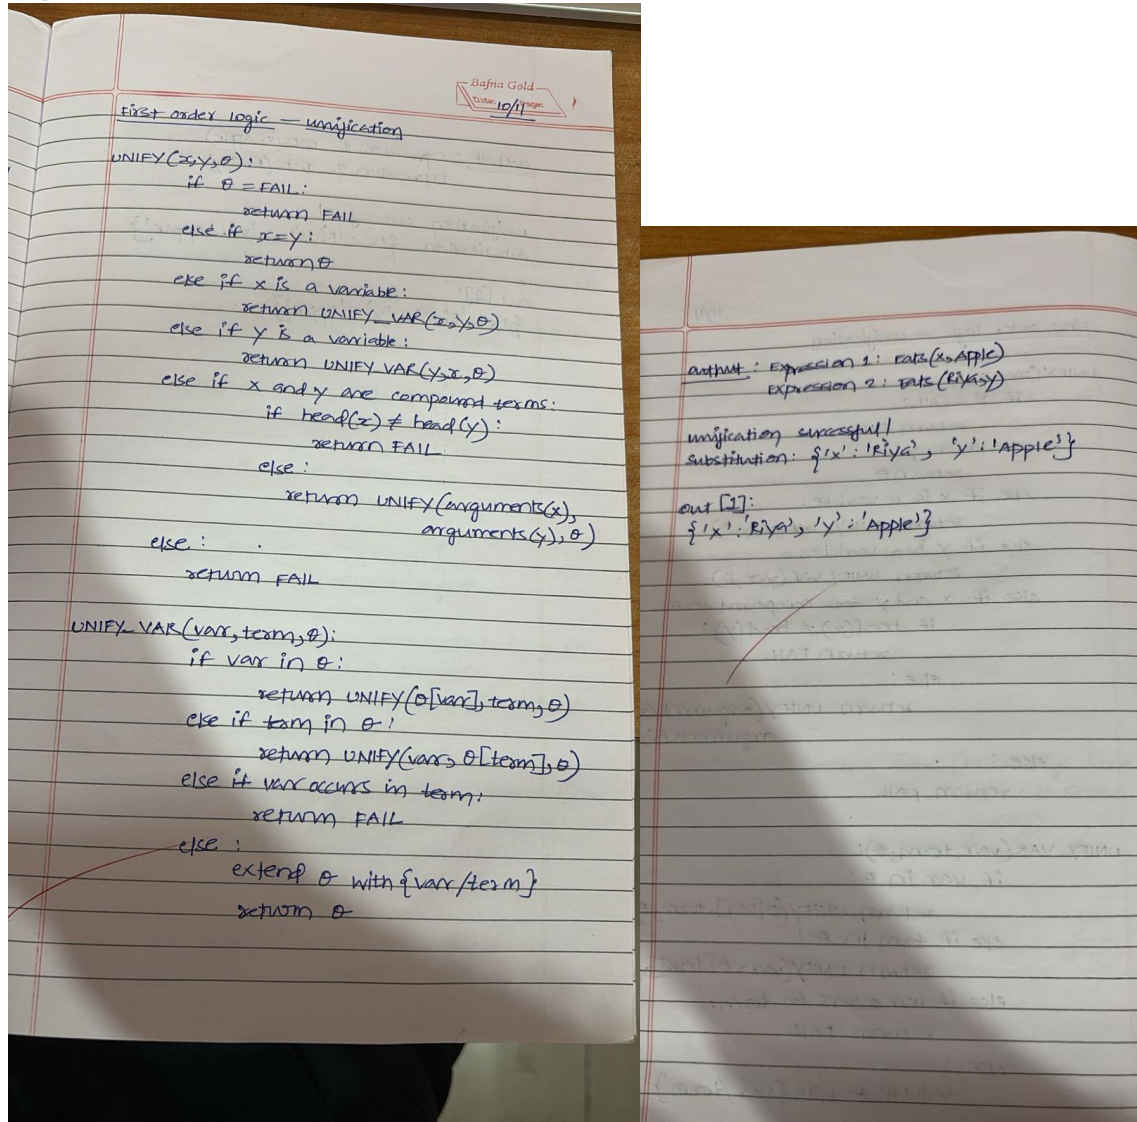 Bafna Gold
Date: 10/11 Page:
First order logic — unification
UNIFY(x,y,θ):
if θ = FAIL:
return FAIL
else if x=y:
return θ
else if x is a variable:
return UNIFY_VAR(x,y,θ)
else if y is a variable:
return UNIFY VAR(y,x,θ)
else if x and y are compound terms:
if head(x) ≠ head(y):
return FAIL
else:
return UNIFY(arguments(x),
arguments(y), θ)
else:
return FAIL
UNIFY_VAR(var, term, θ):
if var in θ:
return UNIFY(θ[var], term, θ)
else if term in θ:
return UNIFY(var, θ[term], θ)
else if var occurs in term:
return FAIL
else:
extend θ with {var/term}
return θ
output: Expression 1: Eats(x, Apple)
Expression 2: Eats(Riya, y)
unification successful!
substitution: {'x': 'Riya', 'y': 'Apple'}
out [1]:
{'x': 'Riya', 'y': 'Apple'}